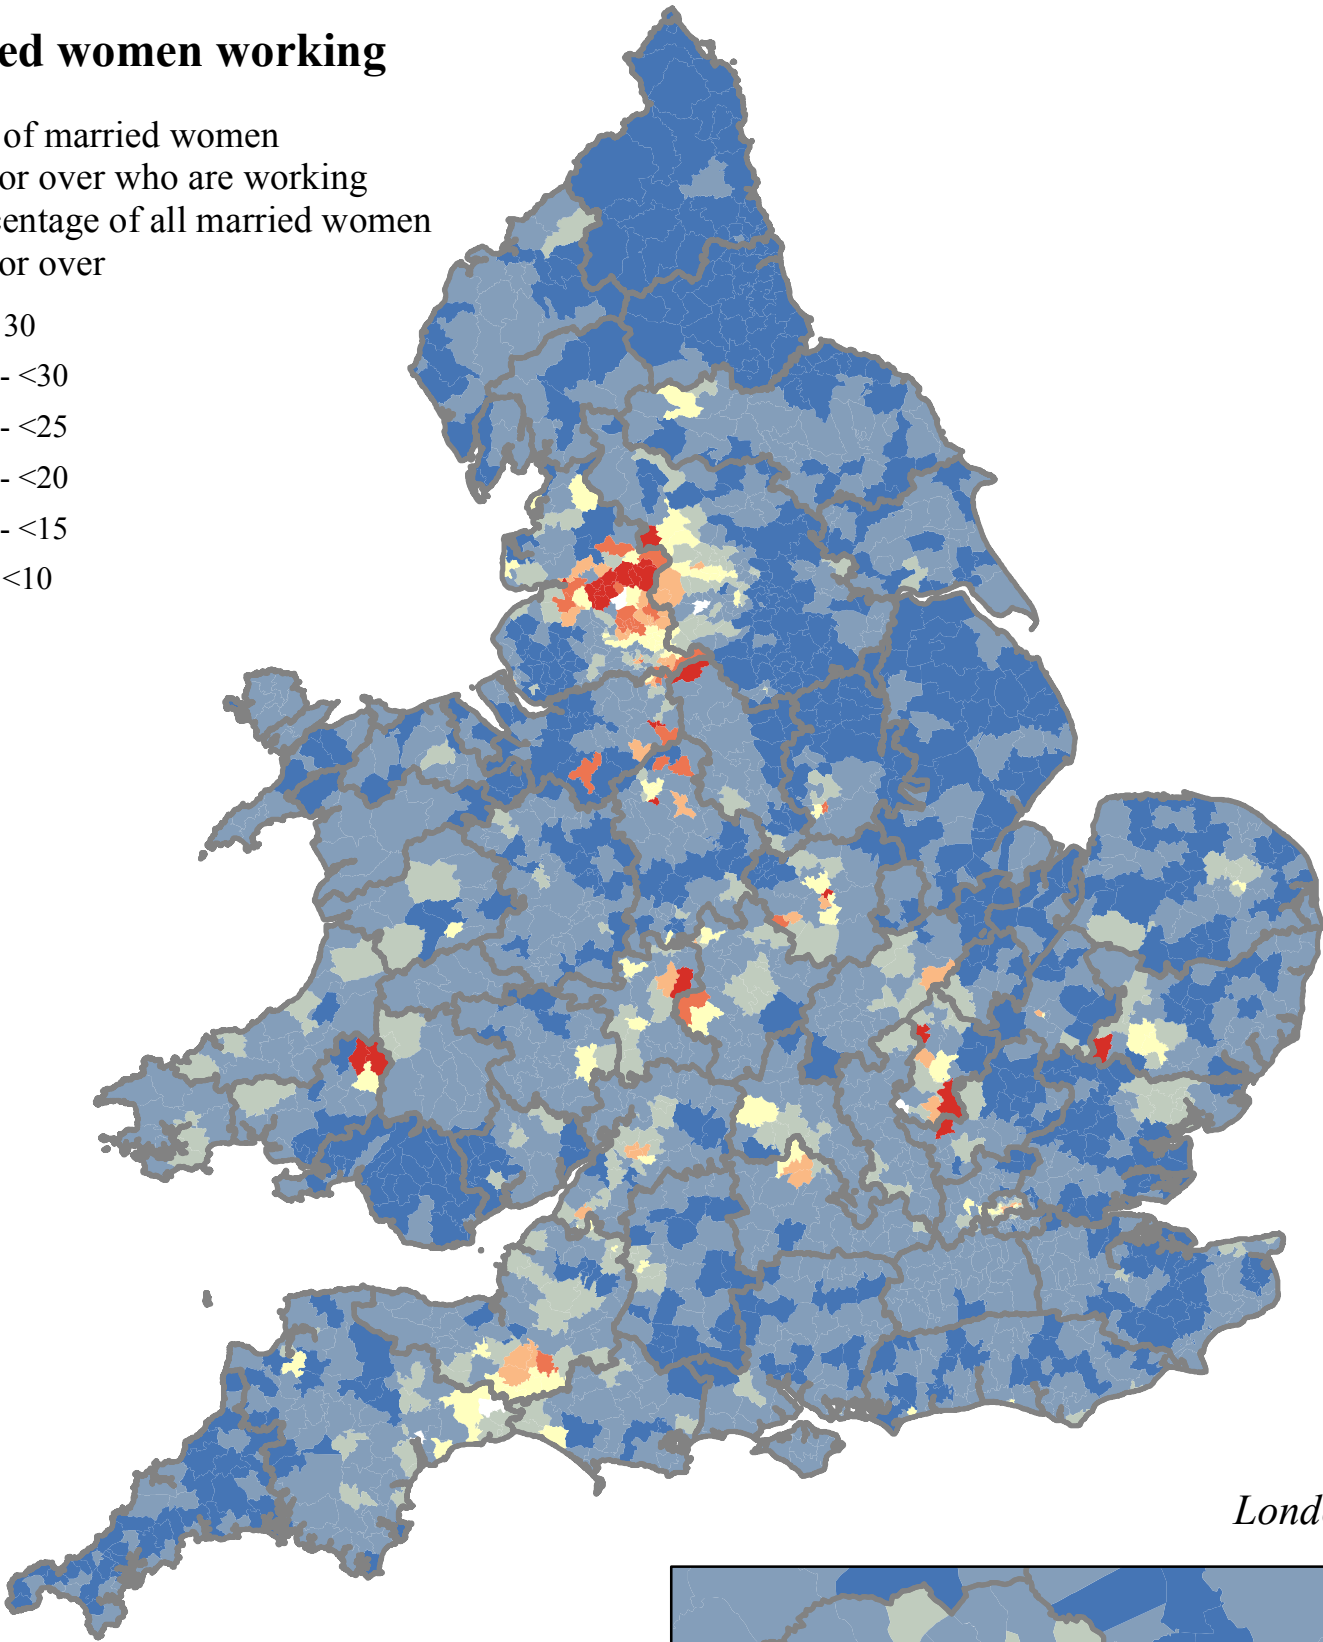 ed women working
of married women
or over who are working
centage of all married women
or over
30
- <30
- <25
- <20
- <15
<10
Lond